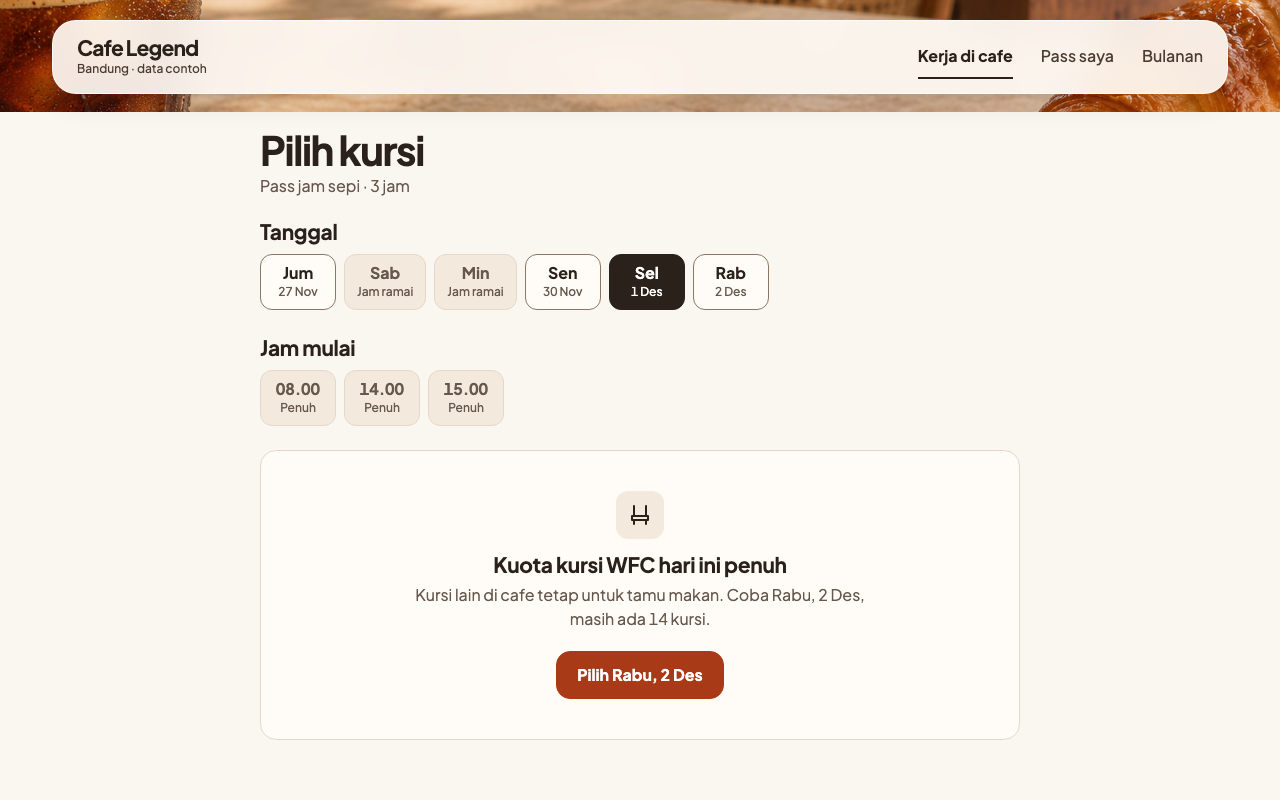 Cafe Legend
Bandung · data contoh
Kerja di cafe
Pass saya
Bulanan
Pilih kursi
Pass jam sepi · 3 jam
Tanggal
Jum
27 Nov
Sab
Jam ramai
Min
Jam ramai
Sen
30 Nov
Sel
1 Des
Rab
2 Des
Jam mulai
08.00
Penuh
14.00
Penuh
15.00
Penuh
Kuota kursi WFC hari ini penuh
Kursi lain di cafe tetap untuk tamu makan. Coba Rabu, 2 Des,
masih ada 14 kursi.
Pilih Rabu, 2 Des